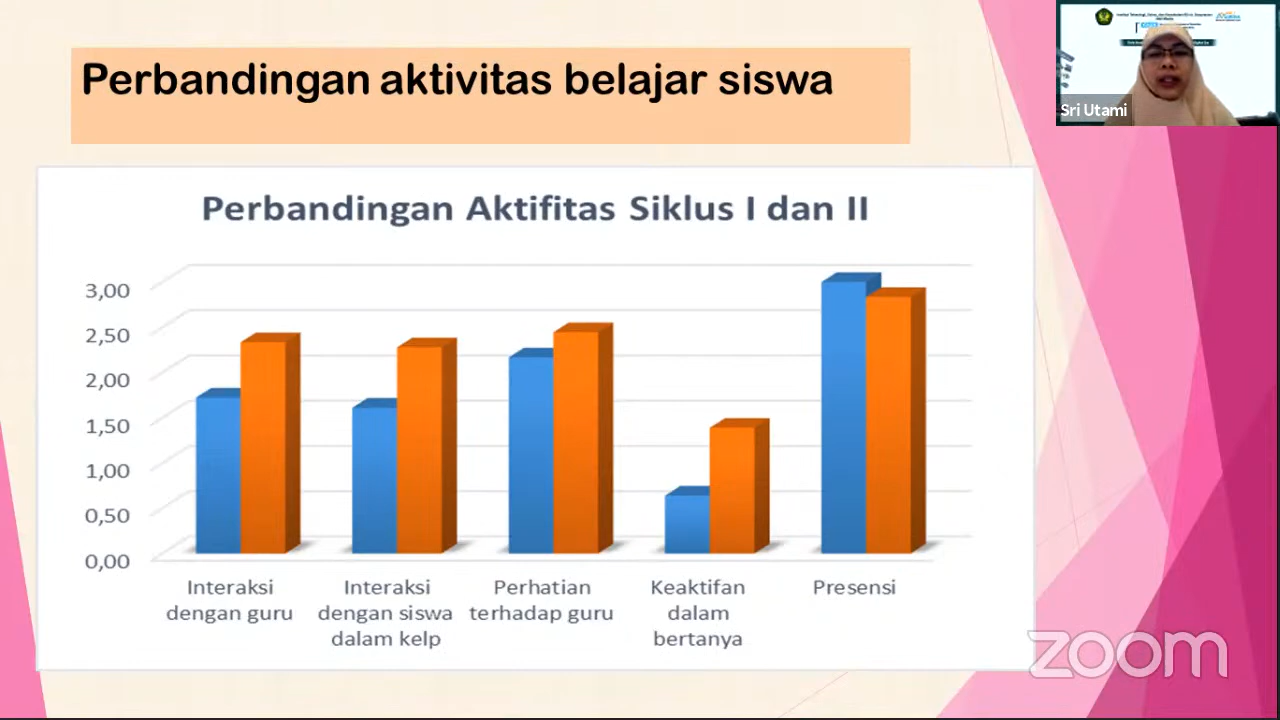 Perbandingan aktivitas belajar siswa
Sri Utami
Perbandingan Aktifitas Siklus I dan II
3,00
2,50
2,00
1,50
1,00
0,50
0,00
Interaksi
dengan guru
Interaksi
dengan siswa
dalam kelp
Perhatian
terhadap guru
Keaktifan
dalam
bertanya
Presensi
zoom